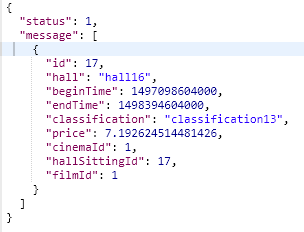 {
"status": 1,
"message": [
{
"id": 17,
"hall": "hall16",
"beginTime": 1497098604000,
"endTime": 1498394604000,
"classification": "classification13",
"price": 7.192624514481426,
"cinemaId": 1,
"hallSittingId": 17,
"filmId": 1
}
]
}